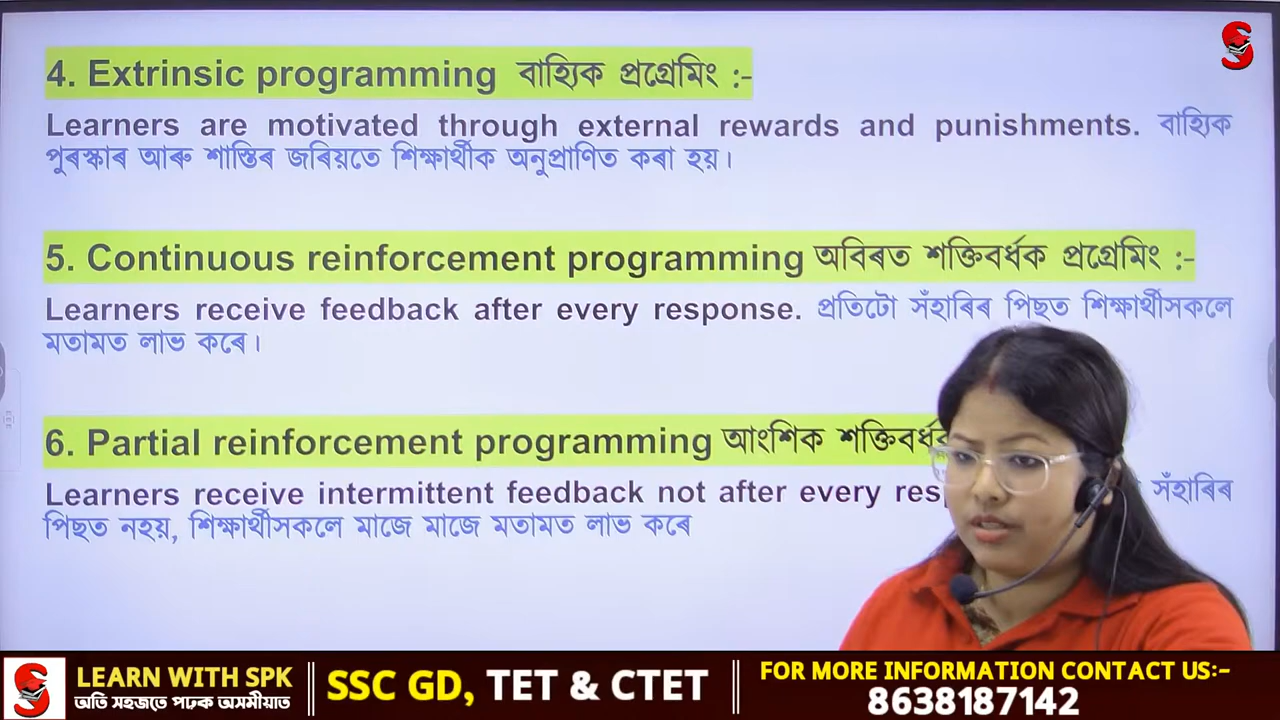 4. Extrinsic programming বাহ্যিক প্ৰগ্ৰেমিং :-
Learners are motivated through external rewards and punishments. বাহ্যিক
পুৰস্কাৰ আৰু শাস্তিৰ জৰিয়তে শিক্ষাৰ্থীক অনুপ্ৰাণিত কৰা হয়।
5. Continuous reinforcement programming অবিৰত শক্তিবৰ্ধক প্ৰগ্ৰেমিং :-
Learners receive feedback after every response. প্ৰতিটো সঁহাৰিৰ পিছত শিক্ষাৰ্থীসকলে
মতামত লাভ কৰে।
6. Partial reinforcement programming আংশিক
Learners receive intermittent feedback not after every সঁহাৰিৰ
পিছত নহয়, শিক্ষাৰ্থীসকলে মাজে মাজে মতামত লাভ কৰে
LEARN WITH SPK
অতি সহজতে পঢ়ক অসমীয়াত
SSC GD, TET & CTET
FOR MORE INFORMATION CONTACT US:-
8638187142